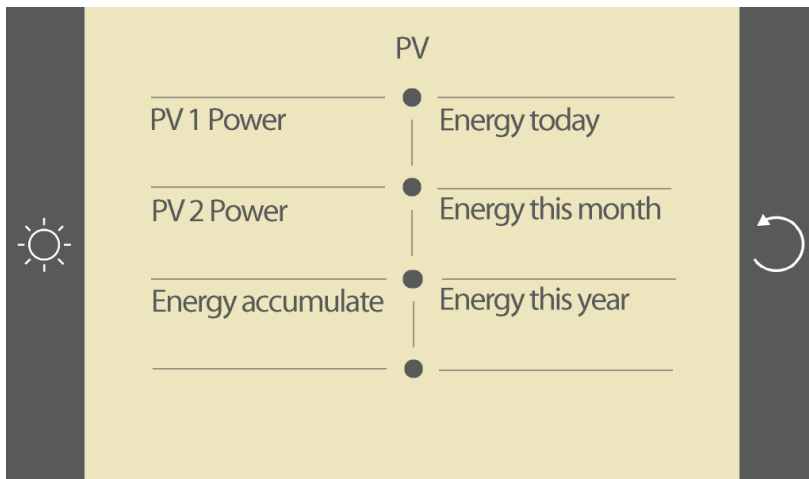 PV
PV 1 Power
Energy today
PV 2 Power
Energy this month
Energy accumulate
Energy this year